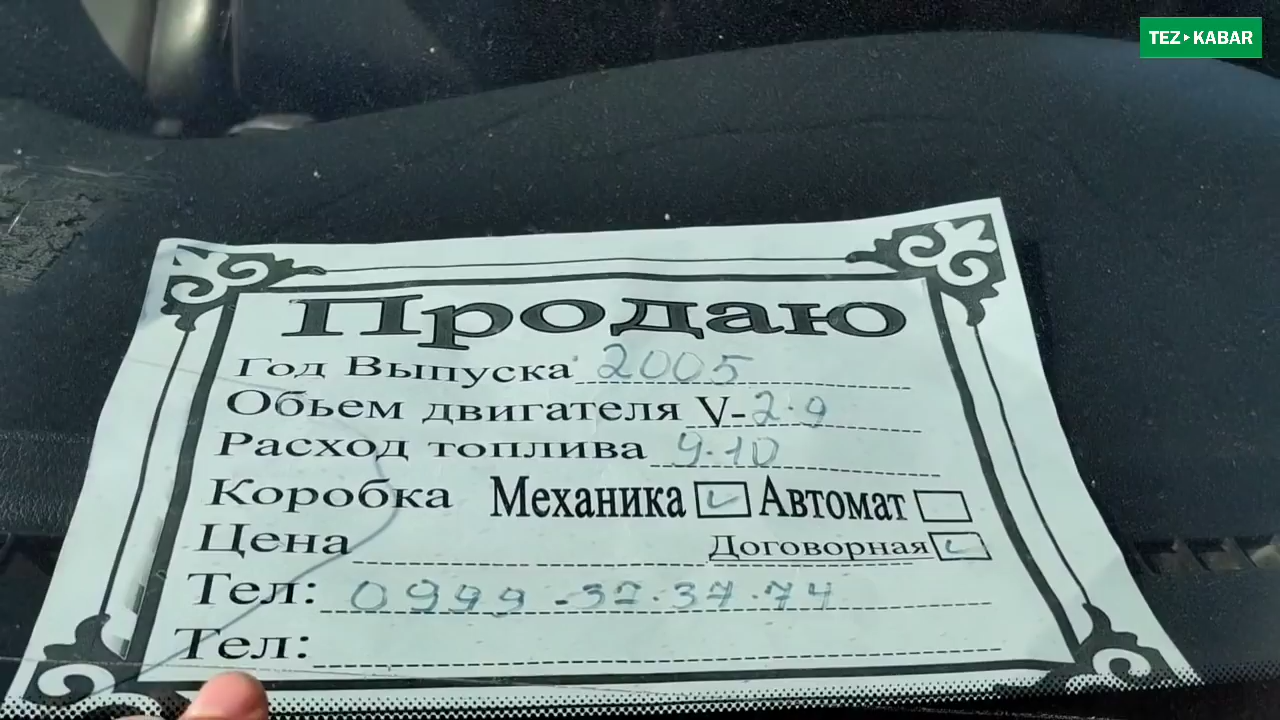 TEZ KABAR
Продаю
Год Выпуска 2005
Обьем двигателя V-2.9
Расход топлива 9-10
Коробка Механика Автомат
Цена Договорная
Тел: 0999-37-37-74
Тел: